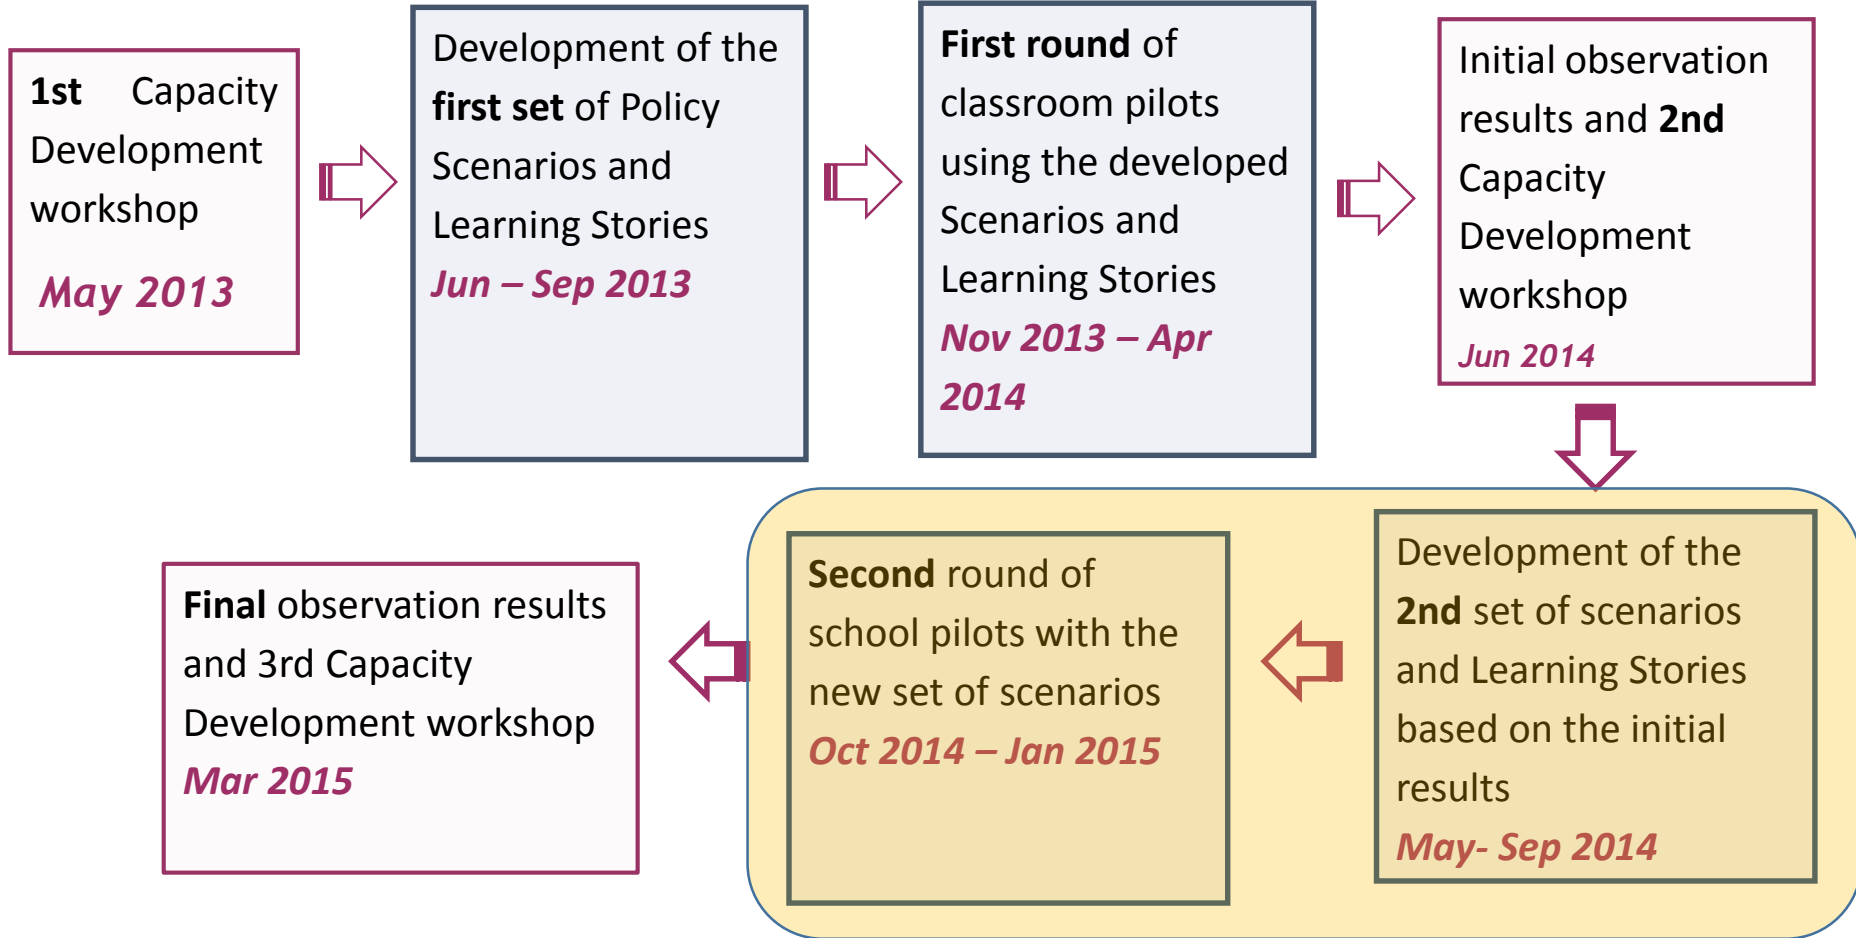 1st Capacity
Development
workshop
May 2013
Development of the
first set of Policy
Scenarios and
Learning Stories
Jun – Sep 2013
First round of
classroom pilots
using the developed
Scenarios and
Learning Stories
Nov 2013 – Apr
2014
Initial observation
results and 2nd
Capacity
Development
workshop
Jun 2014
Development of the
2nd set of scenarios
and Learning Stories
based on the initial
results
May- Sep 2014
Second round of
school pilots with the
new set of scenarios
Oct 2014 – Jan 2015
Final observation results
and 3rd Capacity
Development workshop
Mar 2015